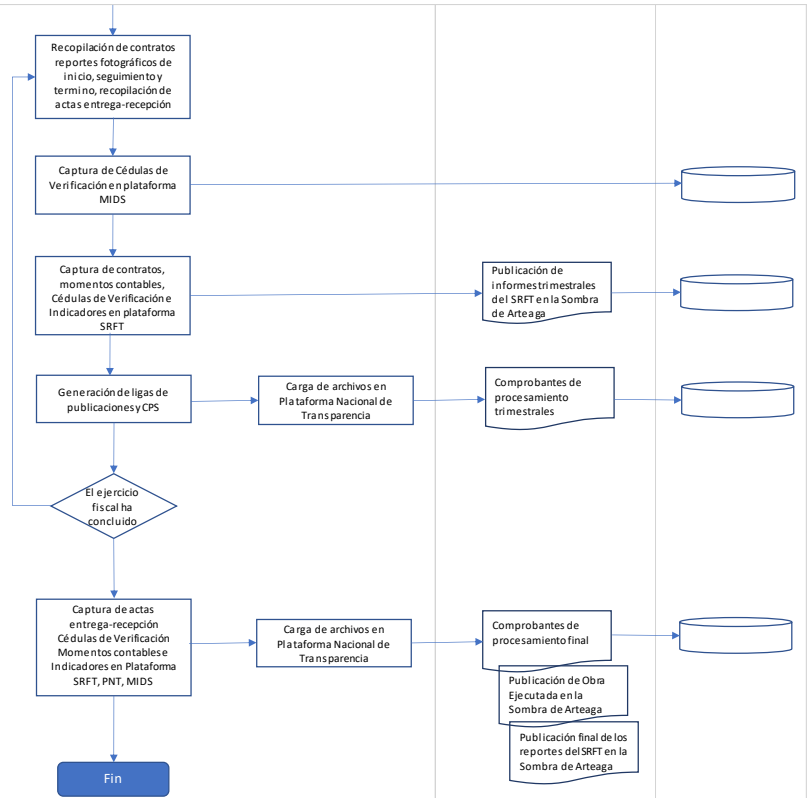 Recopilación de contratos
reportes fotográficos de
inicio, seguimiento y
termino, recopilación de
actas entrega-recepción
Captura de Cédulas de
Verificación en plataforma
MIDS
Captura de contratos,
momentos contables,
Cédulas de Verificación e
Indicadores en plataforma
SRFT
Publicación de
informes trimestrales
del SRFT en la Sombra
de Arteaga
Generación de ligas de
publicaciones y CPS
Carga de archivos en
Plataforma Nacional de
Transparencia
Comprobantes de
procesamiento
trimestrales
El ejercicio
fiscal ha
concluido
Captura de actas
entrega-recepción
Cédulas de Verificación
Momentos contables e
Indicadores en Plataforma
SRFT, PNT, MIDS
Carga de archivos en
Plataforma Nacional de
Transparencia
Comprobantes de
procesamiento final
Publicación de Obra
Ejecutada en la
Sombra de Arteaga
Publicación final de los
reportes del SRFT en la
Sombra de Arteaga
Fin